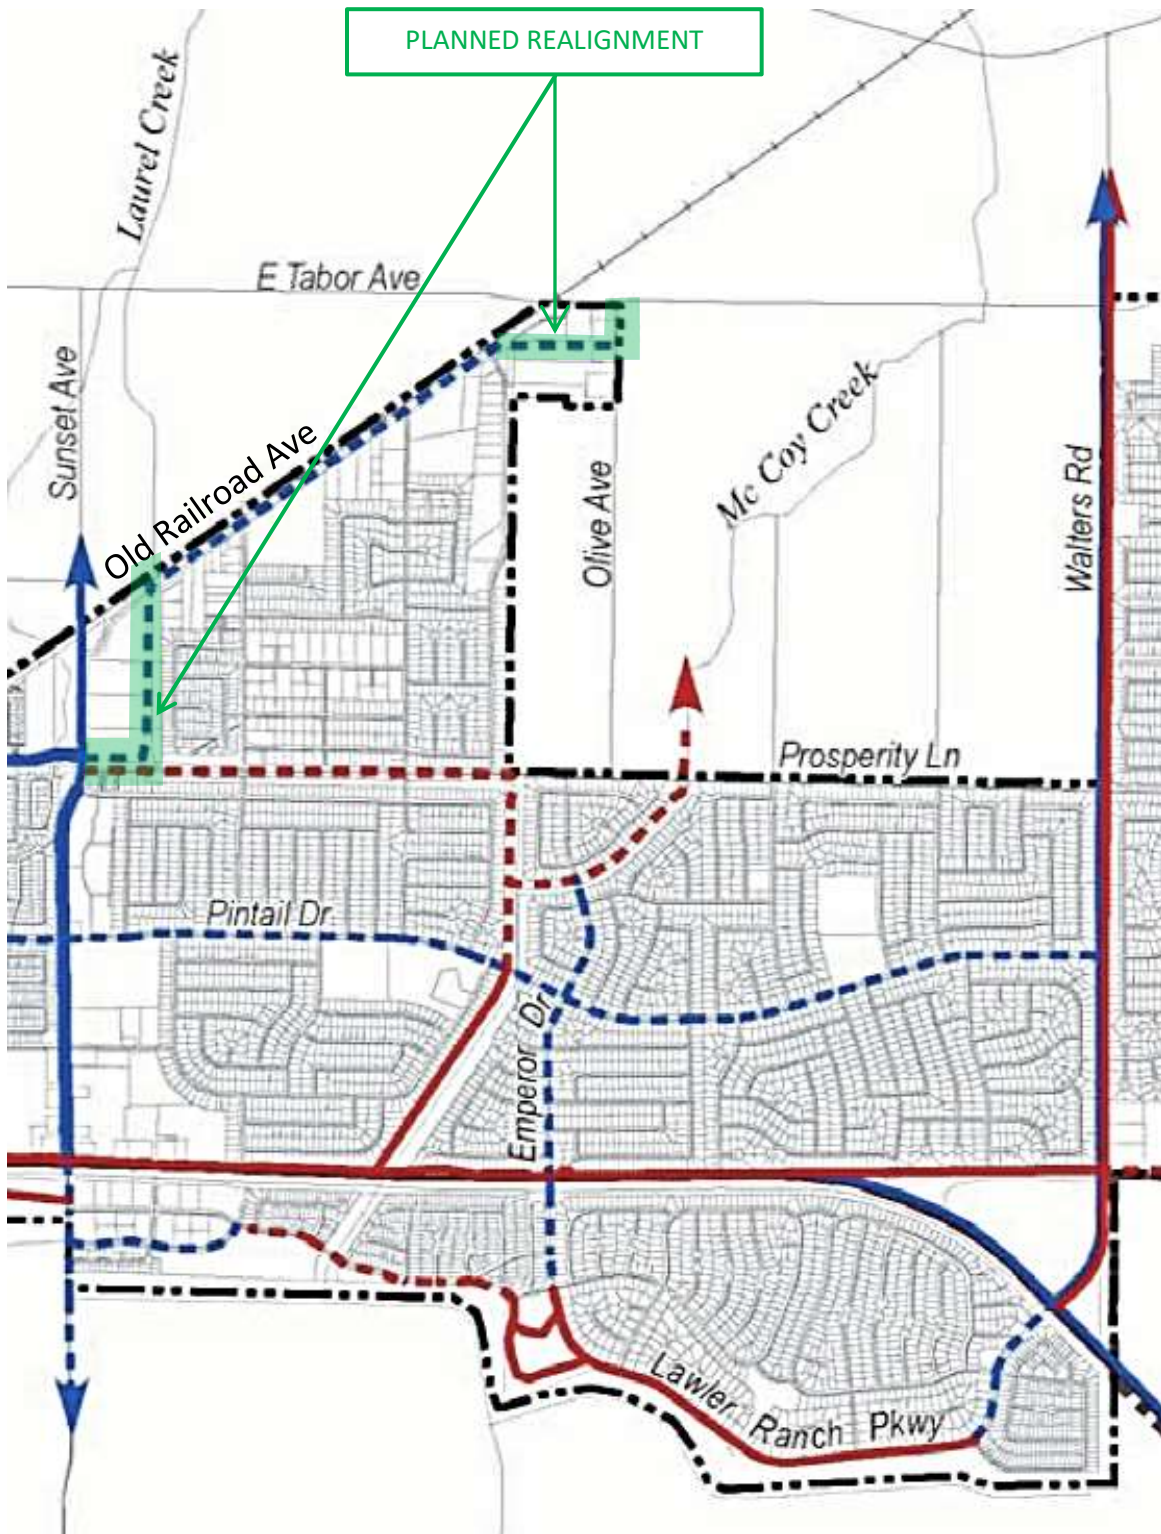 PLANNED REALIGNMENT
Laurel Creek
E Tabor Ave
Sunset Ave
Old Railroad Ave
Mc Coy Creek
Olive Ave
Walters Rd
Prosperity Ln
Pintail Dr
Emperor Dr
Lawler Ranch Pkwy